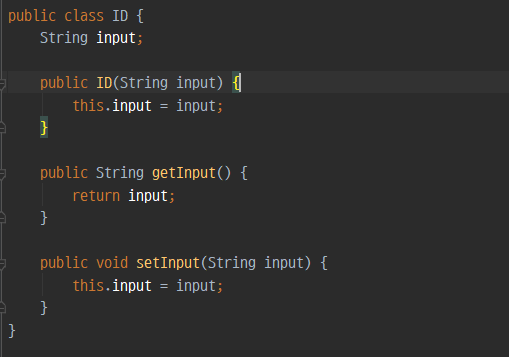 public class ID {
    String input;
    public ID(String input) {
        this.input = input;
    }
    public String getInput() {
        return input;
    }
    public void setInput(String input) {
        this.input = input;
    }
}